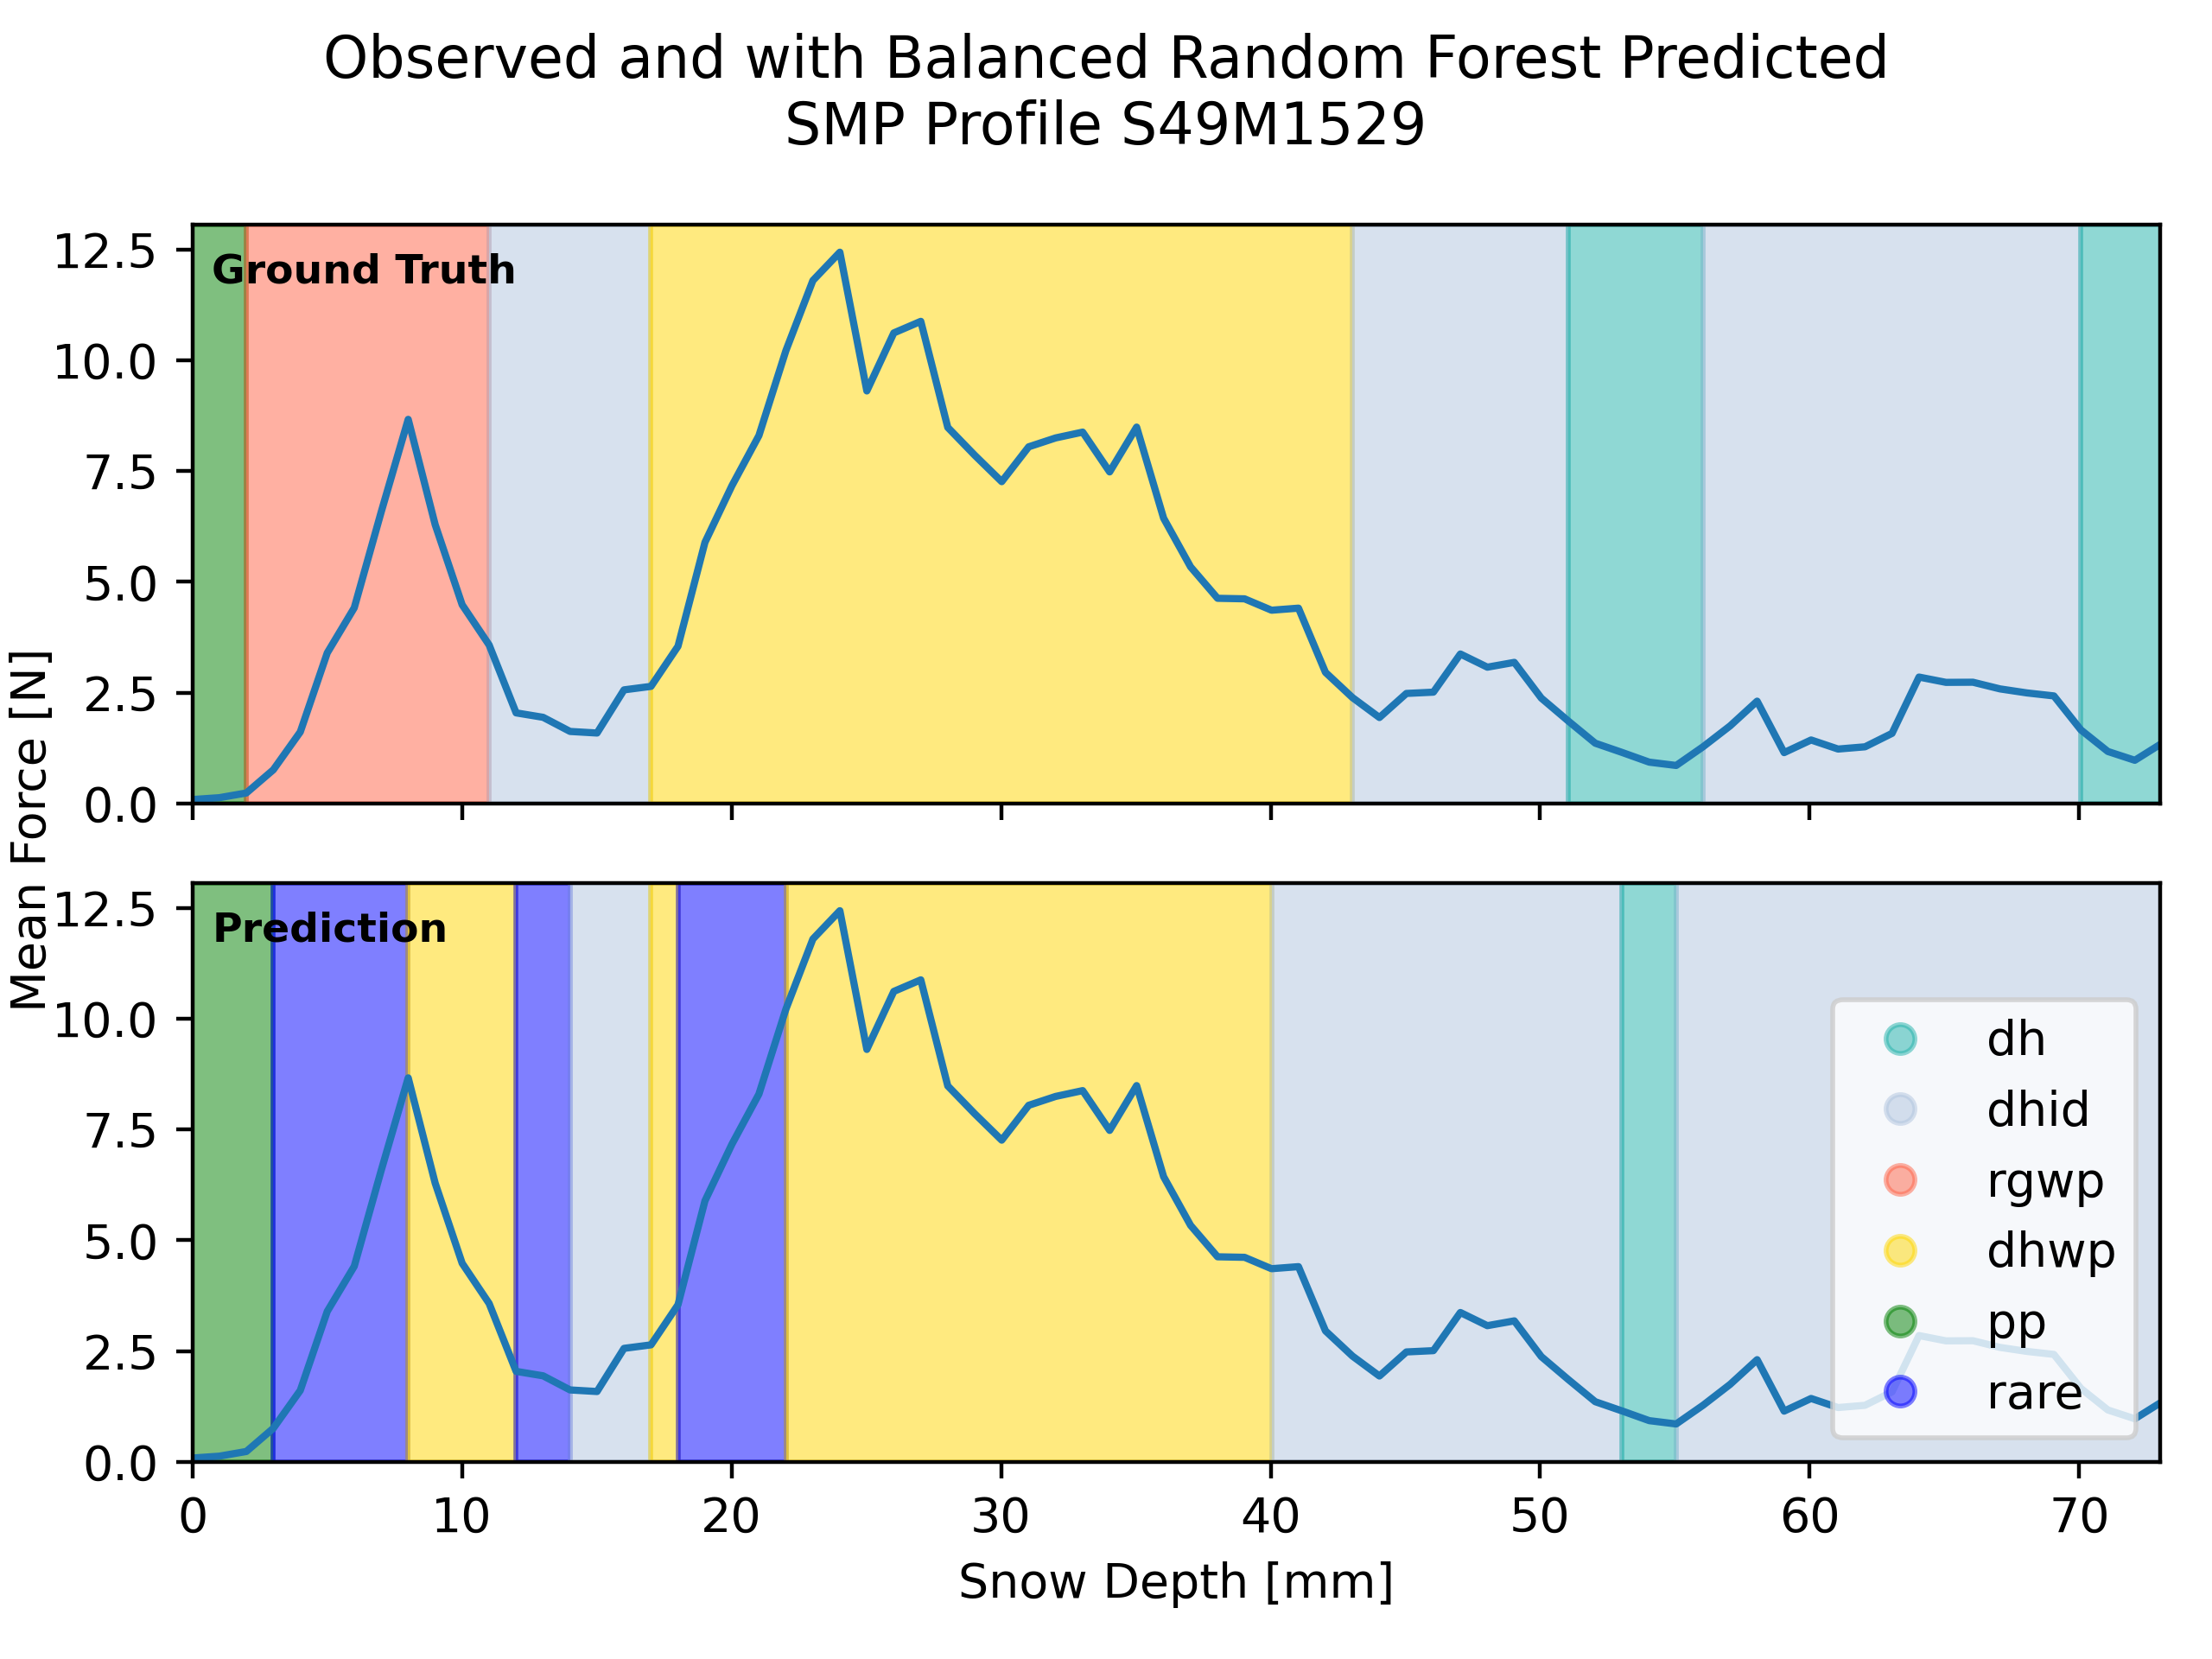 Observed and with Balanced Random Forest Predicted
SMP Profile S49M1529
Mean Force [N]
12.5
10.0
7.5
5.0
2.5
0.0
Ground Truth
12.5
10.0
7.5
5.0
2.5
0.0
Prediction
dh
dhid
rgwp
dhwp
pp
rare
0 10 20 30 40 50 60 70
Snow Depth [mm]